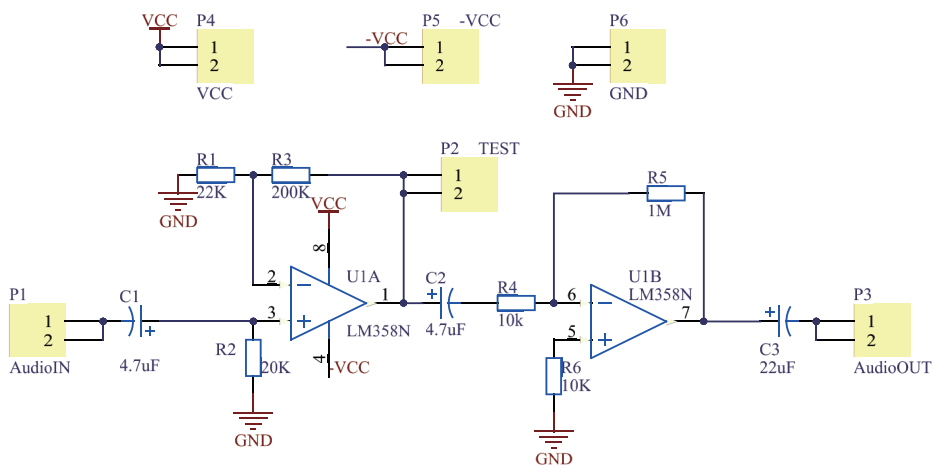 VCC
P4
1
2
VCC
P5
-VCC
-VCC
1
2
P6
1
2
GND
GND
R1
22K
GND
R3
200K
P2
TEST
1
2
VCC
8
2
3
1
4
-VCC
U1A
LM358N
P1
1
2
AudioIN
C1
+
4.7uF
R2
20K
GND
C2
+
4.7uF
R4
10k
R5
1M
6
5
7
U1B
LM358N
R6
10K
GND
+
C3
22uF
P3
1
2
AudioOUT